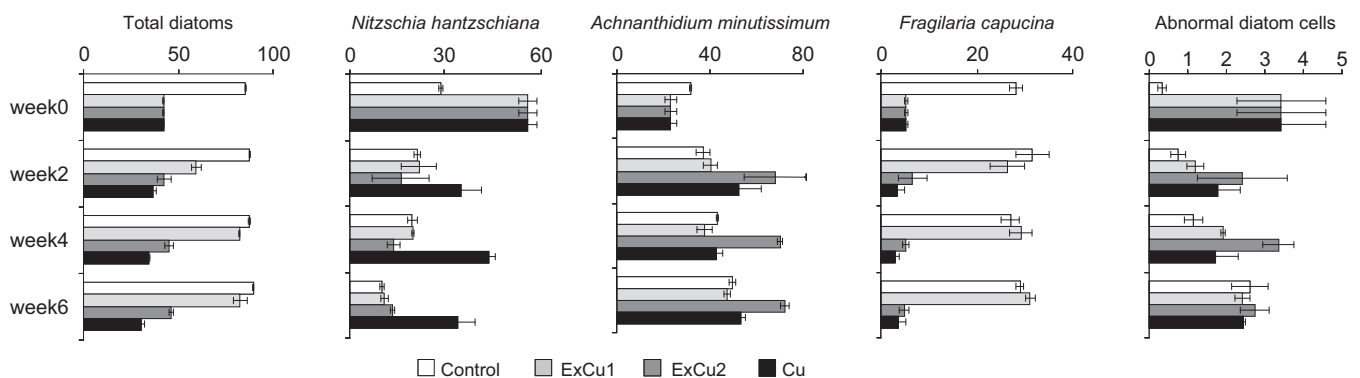 Total diatoms
Nitzschia hantzschiana
Achnanthidium minutissimum
Fragilaria capucina
Abnormal diatom cells
0 50 100
0 30 60
0 40 80
0 20 40
0 1 2 3 4 5
week0
week2
week4
week6
Control ExCu1 ExCu2 Cu